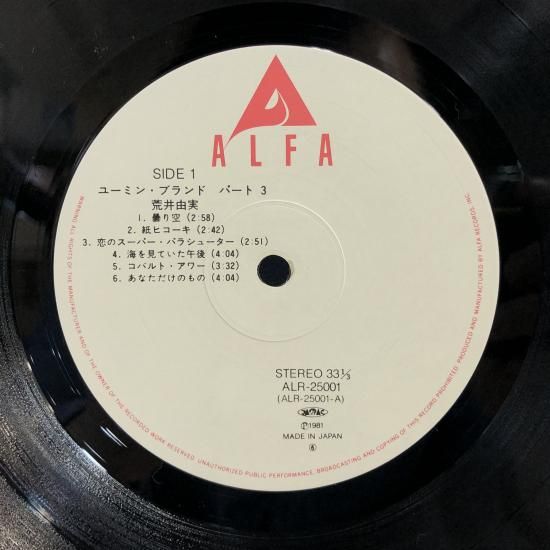 ALFA
SIDE 1
ユーミン・ブランド パート 3
荒井由実
1. 曇り空 (2:58)
2. 紙ヒコーキ (2:42)
3. 恋のスーパー・パラシューター (2:51)
4. 海を見ていた午後 (4:04)
5. コバルト・アワー (3:32)
6. あなただけのもの (4:04)
STEREO 33⅓
ALR-25001
(ALR-25001-A)
Ⓟ1981
MADE IN JAPAN
⑥
WARNING: ALL RIGHTS OF THE MANUFACTURER AND OF THE OWNER OF THE RECORDED WORK RESERVED. UNAUTHORIZED PUBLIC PERFORMANCE, BROADCASTING AND COPYING OF THIS RECORD PROHIBITED. PRODUCED AND MANUFACTURED BY ALFA RECORDS, INC.